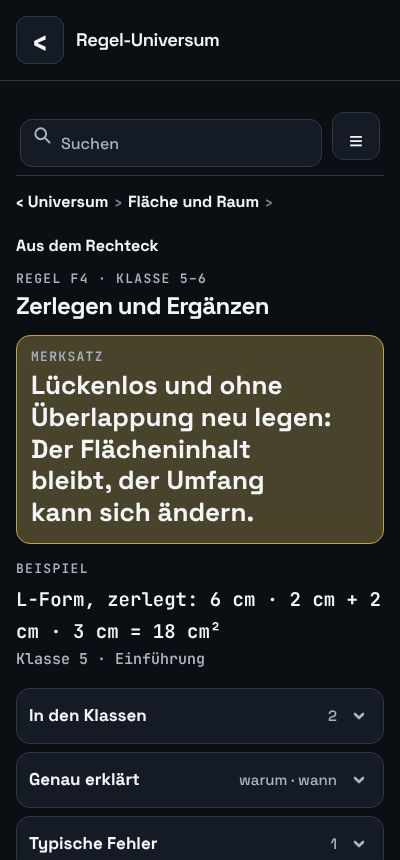 < Regel-Universum
Suchen
‹ Universum > Fläche und Raum >
Aus dem Rechteck
REGEL F4 · KLASSE 5–6
Zerlegen und Ergänzen
MERKSATZ
Lückenlos und ohne
Überlappung neu legen:
Der Flächeninhalt
bleibt, der Umfang
kann sich ändern.
BEISPIEL
L-Form, zerlegt: 6 cm · 2 cm + 2
cm · 3 cm = 18 cm²
Klasse 5 · Einführung
In den Klassen 2
Genau erklärt warum · wann
Typische Fehler 1